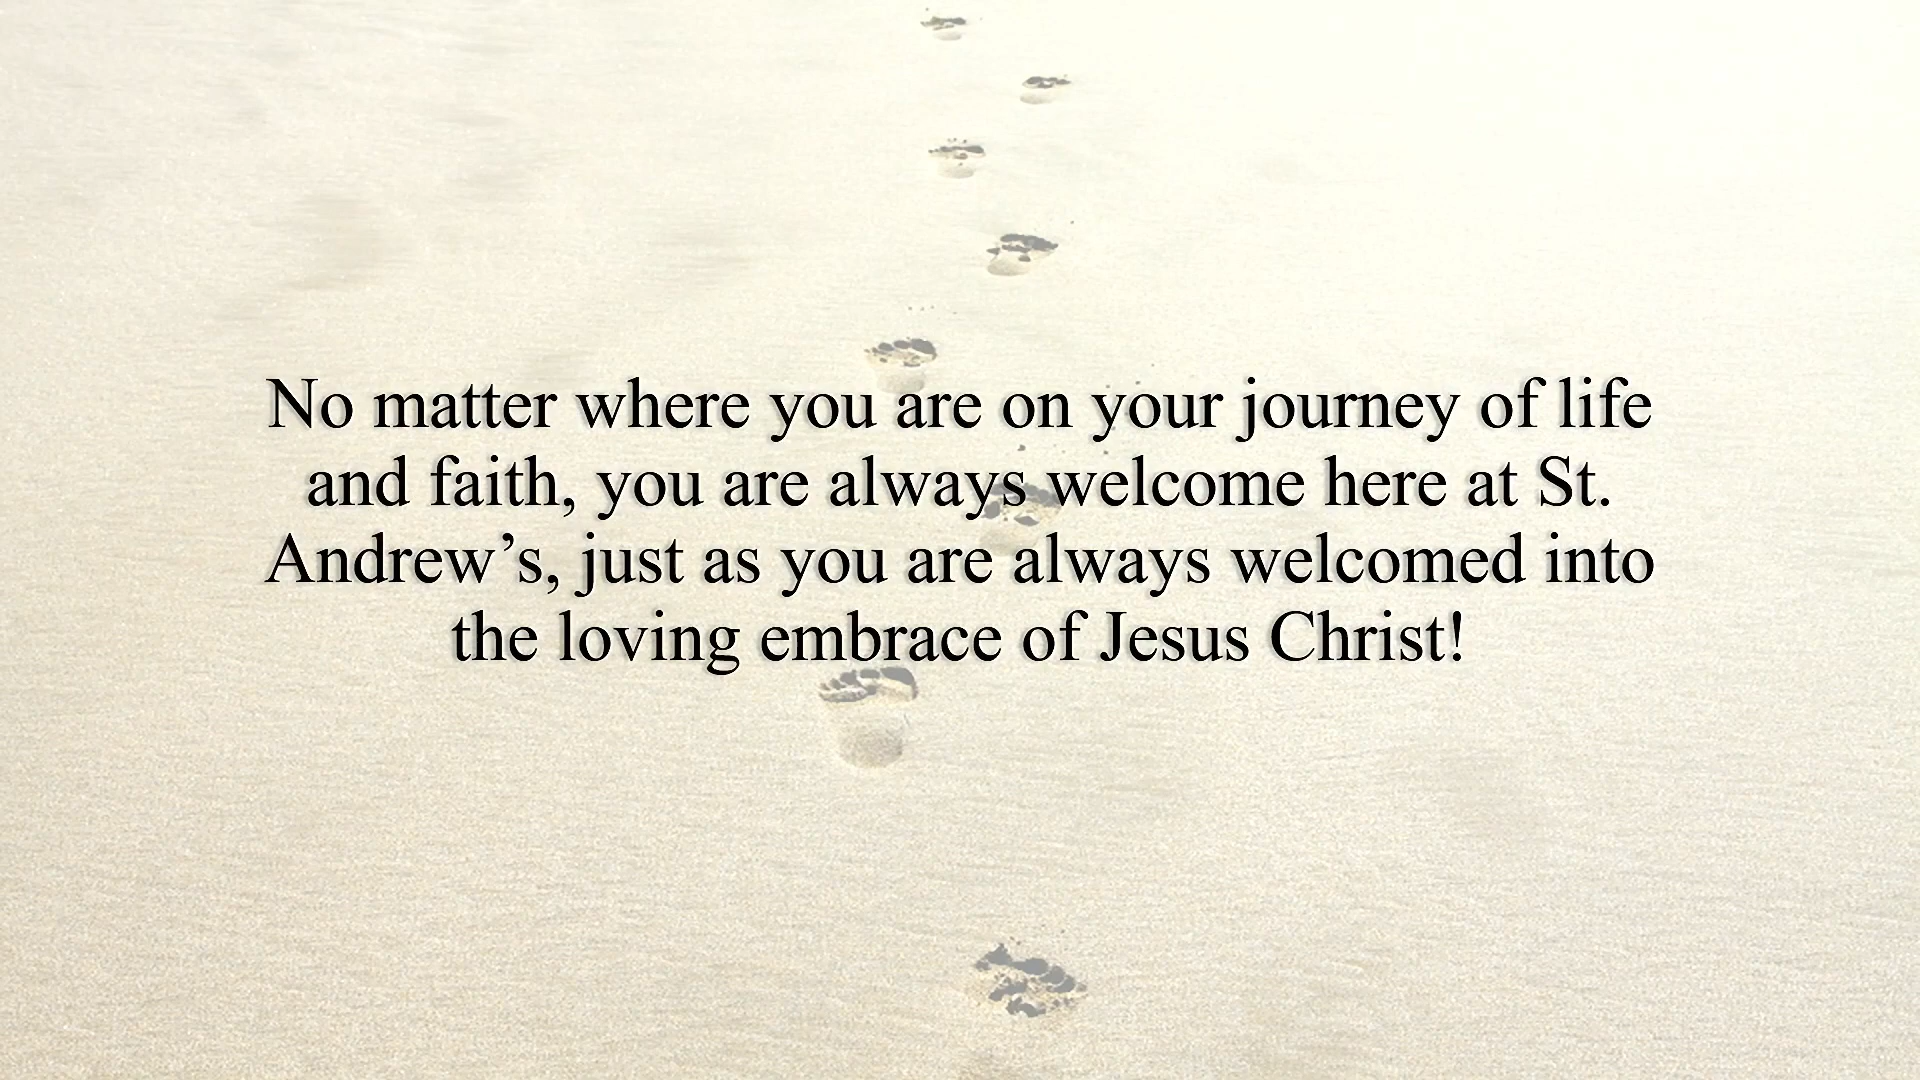 No matter where you are on your journey of life
and faith, you are always welcome here at St.
Andrew’s, just as you are always welcomed into
the loving embrace of Jesus Christ!